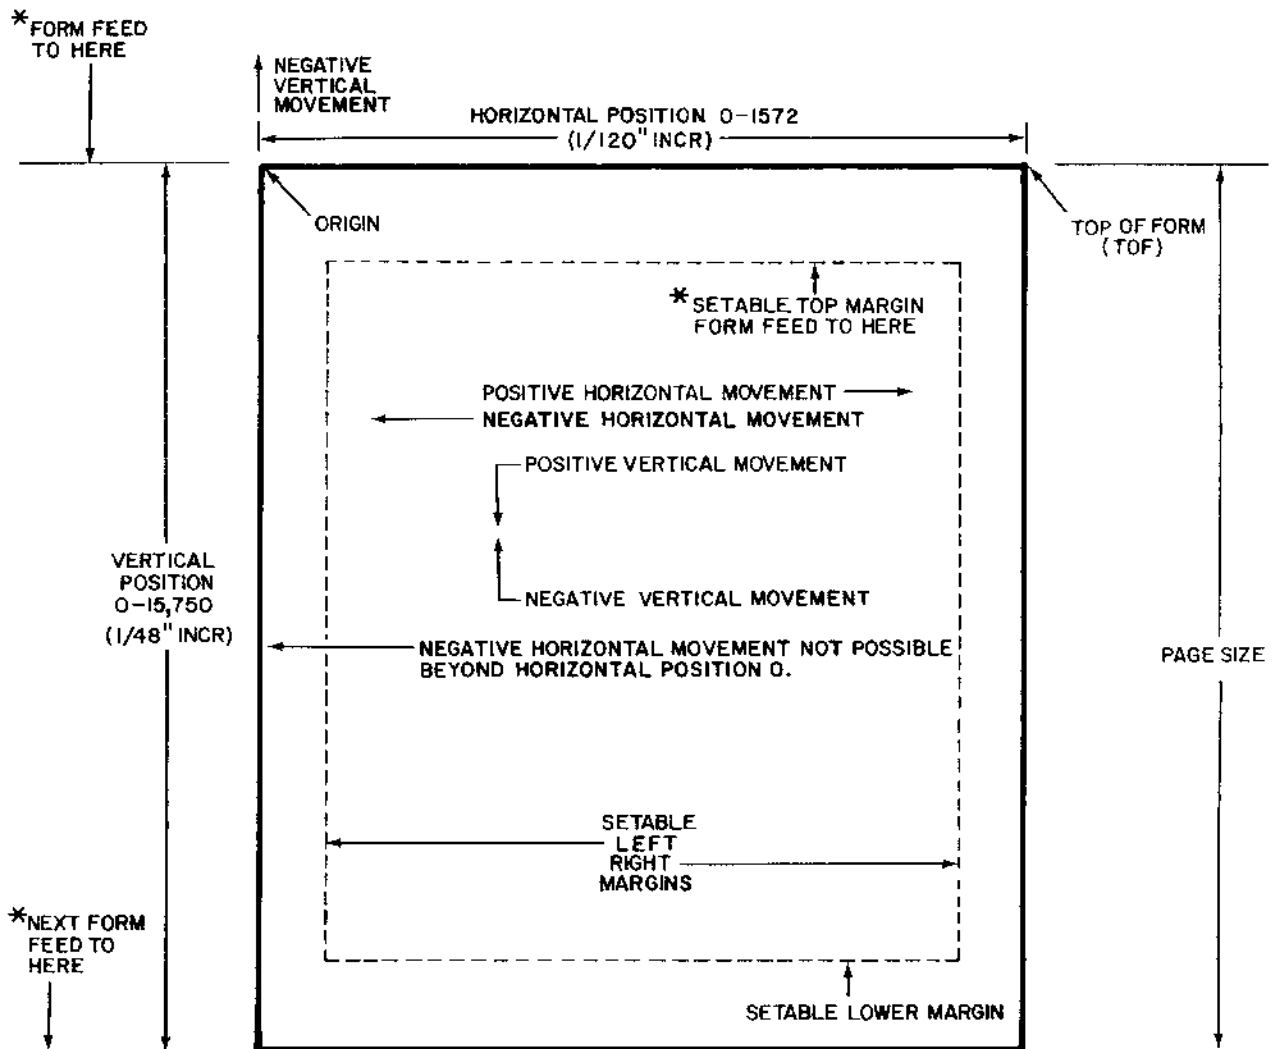 *FORM FEED
TO HERE
NEGATIVE
VERTICAL
MOVEMENT
HORIZONTAL POSITION 0-1572
(1/120" INCR)
ORIGIN
TOP OF FORM
(TOF)
*SETABLE TOP MARGIN
FORM FEED TO HERE
POSITIVE HORIZONTAL MOVEMENT
NEGATIVE HORIZONTAL MOVEMENT
POSITIVE VERTICAL MOVEMENT
VERTICAL
POSITION
0-15,750
(1/48" INCR)
NEGATIVE VERTICAL MOVEMENT
NEGATIVE HORIZONTAL MOVEMENT NOT POSSIBLE
BEYOND HORIZONTAL POSITION 0.
PAGE SIZE
SETABLE
LEFT
RIGHT
MARGINS
*NEXT FORM
FEED TO
HERE
SETABLE LOWER MARGIN